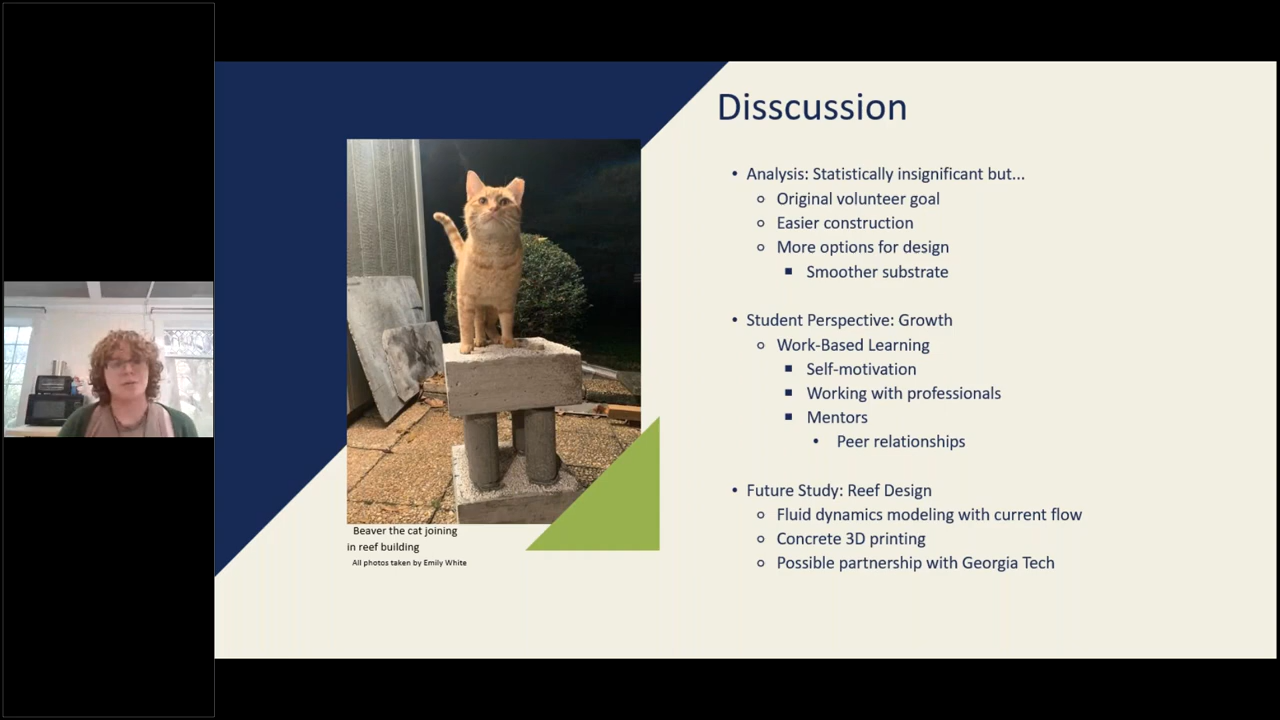 Disscussion
• Analysis: Statistically insignificant but...
o Original volunteer goal
o Easier construction
o More options for design
▪ Smoother substrate
• Student Perspective: Growth
o Work-Based Learning
▪ Self-motivation
▪ Working with professionals
▪ Mentors
• Peer relationships
• Future Study: Reef Design
o Fluid dynamics modeling with current flow
o Concrete 3D printing
o Possible partnership with Georgia Tech
Beaver the cat joining
in reef building
All photos taken by Emily White